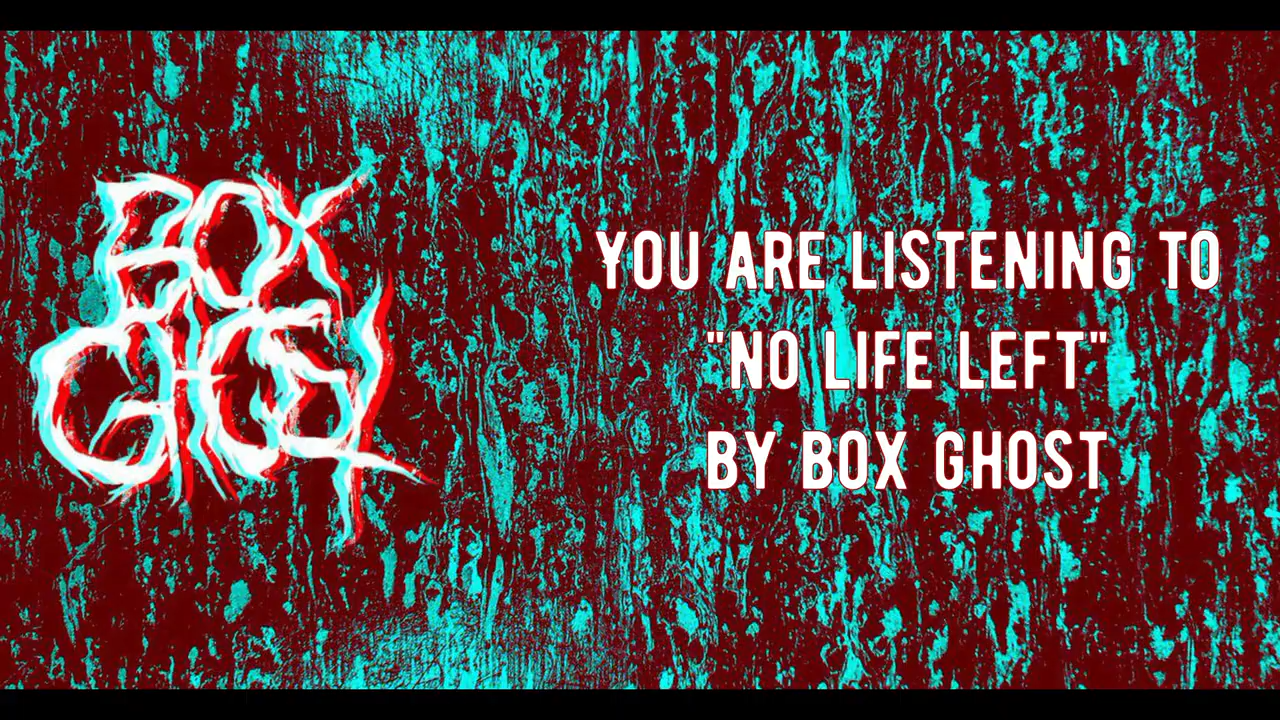 BOX
GHOST
YOU ARE LISTENING TO
"NO LIFE LEFT"
BY BOX GHOST